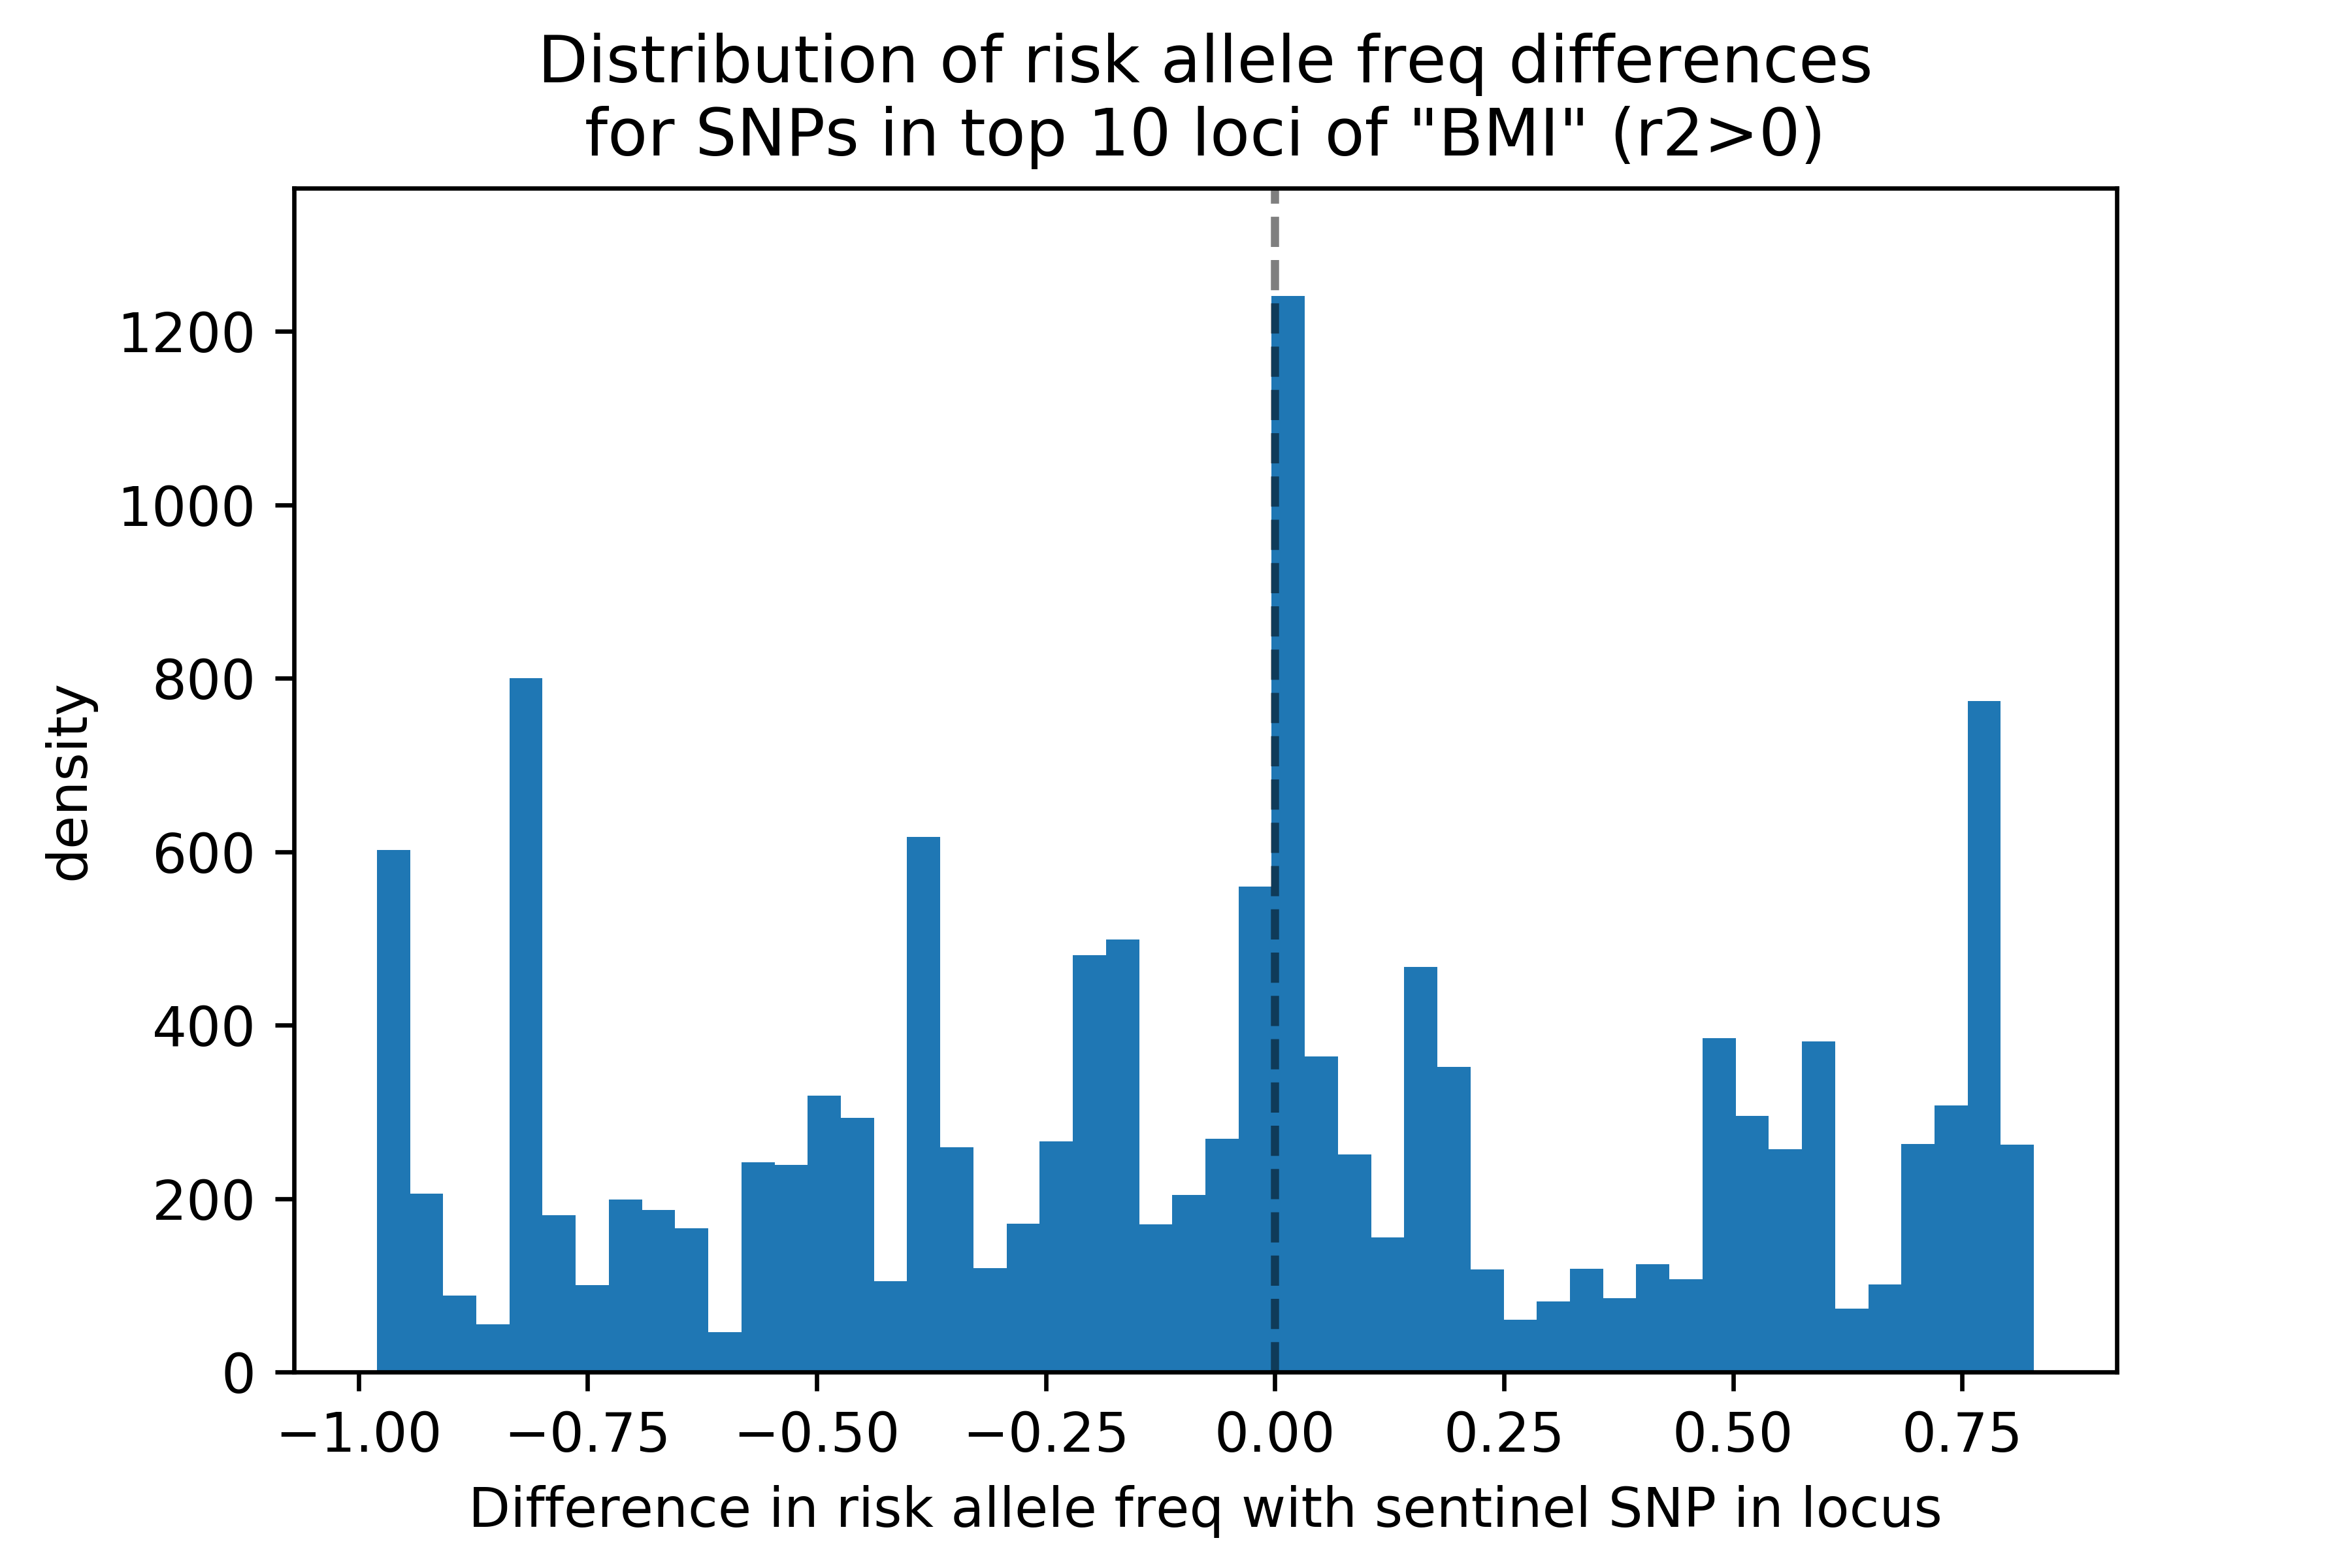 Distribution of risk allele freq differences
for SNPs in top 10 loci of "BMI" (r2>0)
density
1200
1000
800
600
400
200
0
−1.00 −0.75 −0.50 −0.25 0.00 0.25 0.50 0.75
Difference in risk allele freq with sentinel SNP in locus